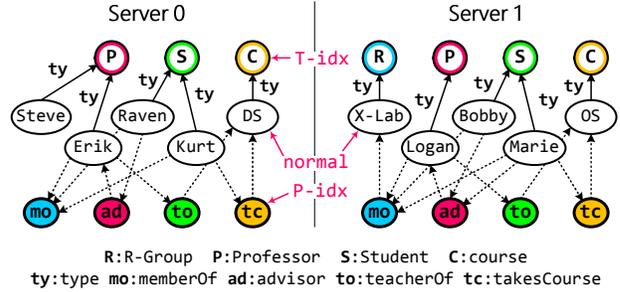 Server 0
Server 1
P S C T-idx R P S C
ty ty ty ty ty ty ty ty
Steve Raven DS X-Lab Bobby OS
Erik Kurt normal Logan Marie
P-idx
mo ad to tc mo ad to tc
R:R-Group P:Professor S:Student C:course
ty:type mo:memberOf ad:advisor to:teacherOf tc:takesCourse